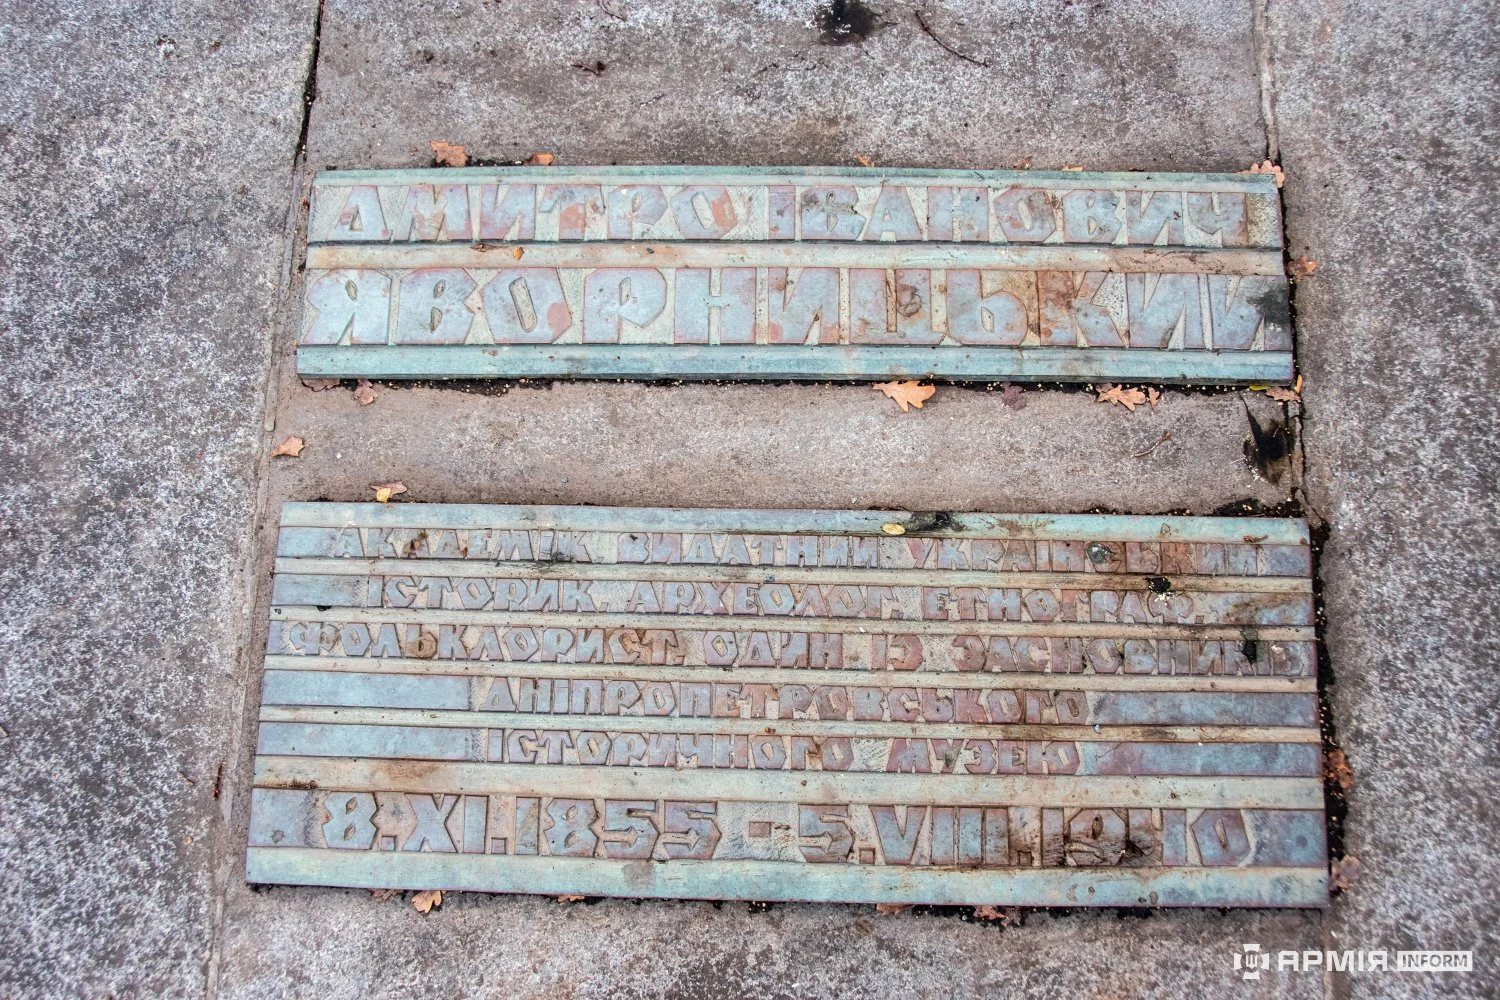 ДМИТРО ІВАНОВИЧ
ЯВОРНИЦЬКИЙ
АКАДЕМІК, ВИДАТНИЙ УКРАЇНСЬКИЙ
ІСТОРИК, АРХЕОЛОГ, ЕТНОГРАФ,
ФОЛЬКЛОРИСТ, ОДИН ІЗ ЗАСНОВНИКІВ
ДНІПРОПЕТРОВСЬКОГО
ІСТОРИЧНОГО МУЗЕЮ
8.XI.1855 - 5.VIII.1940
АРМІЯ INFORM